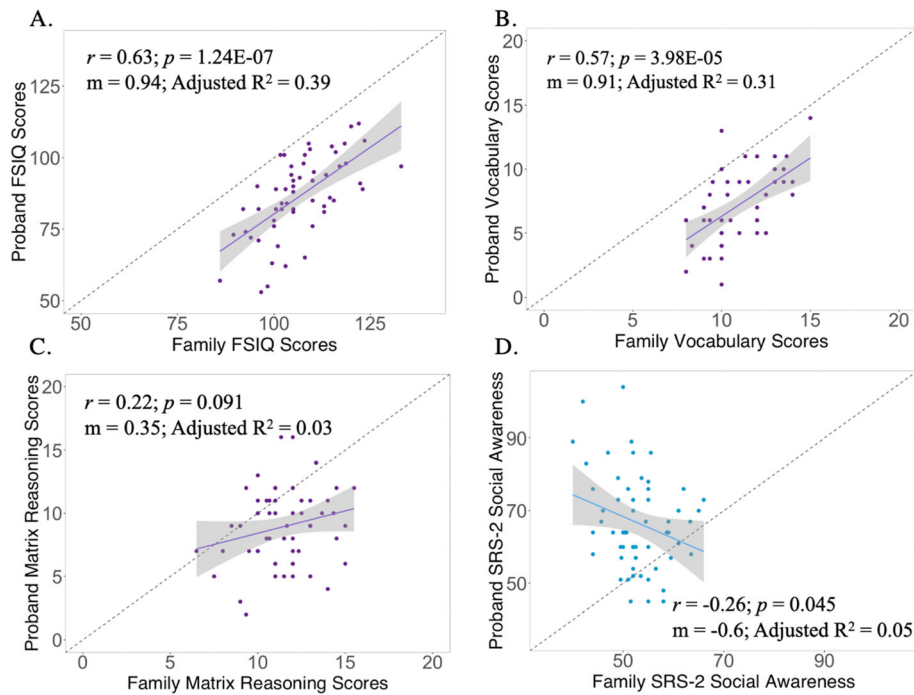 A.
r = 0.63; p = 1.24E-07
m = 0.94; Adjusted R² = 0.39
Proband FSIQ Scores
125
100
75
50
50
75
100
125
Family FSIQ Scores
B.
r = 0.57; p = 3.98E-05
m = 0.91; Adjusted R² = 0.31
Proband Vocabulary Scores
20
15
10
5
0
0
5
10
15
20
Family Vocabulary Scores
C.
r = 0.22; p = 0.091
m = 0.35; Adjusted R² = 0.03
Proband Matrix Reasoning Scores
20
15
10
5
0
0
5
10
15
20
Family Matrix Reasoning Scores
D.
Proband SRS-2 Social Awareness
90
70
50
r = -0.26; p = 0.045
m = -0.6; Adjusted R² = 0.05
50
70
90
Family SRS-2 Social Awareness